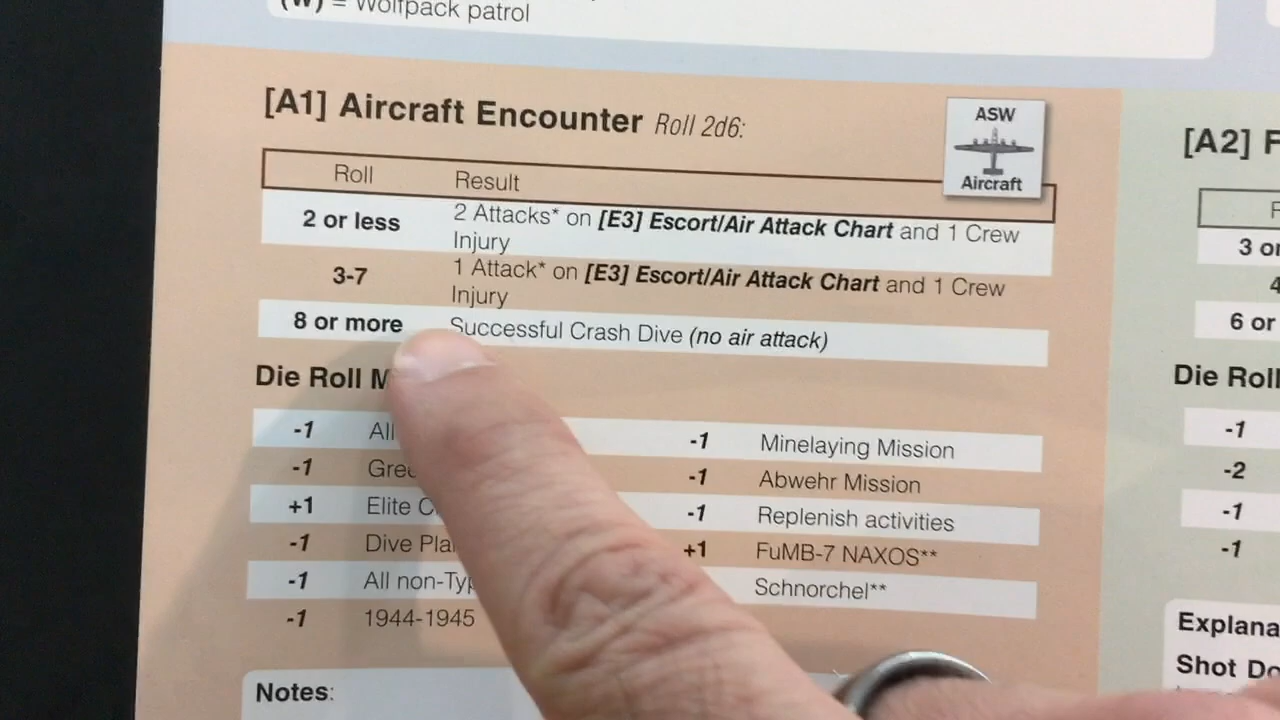 (W) = Wolfpack patrol
[A1] Aircraft Encounter Roll 2d6:
ASW
Aircraft
Roll Result
2 or less 2 Attacks* on [E3] Escort/Air Attack Chart and 1 Crew
Injury
3-7 1 Attack* on [E3] Escort/Air Attack Chart and 1 Crew
Injury
8 or more Successful Crash Dive (no air attack)
Die Roll M
-1 All -1 Minelaying Mission
-1 -1 Abwehr Mission
+1 Elite -1 Replenish activities
-1 Dive +1 FuMB-7 NAXOS**
-1 All Schnorchel**
-1 1944-1945
Notes:
[A2] F
3 or
4
6 or
Die Roll
-1
-2
-1
-1
Explana
Shot Do